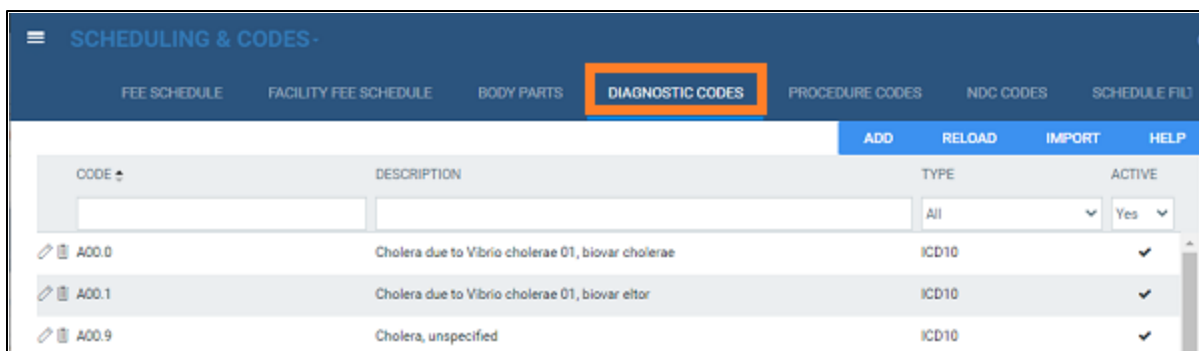 SCHEDULING & CODES-
FEE SCHEDULE FACILITY FEE SCHEDULE BODY PARTS DIAGNOSTIC CODES PROCEDURE CODES NDC CODES SCHEDULE FILT
ADD RELOAD IMPORT HELP
CODE DESCRIPTION TYPE ACTIVE
All Yes
A00.0 Cholera due to Vibrio cholerae 01, biovar cholerae ICD10
A00.1 Cholera due to Vibrio cholerae 01, biovar eltor ICD10
A00.9 Cholera, unspecified ICD10